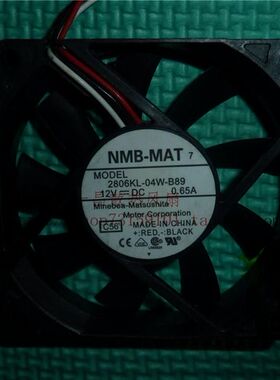 NMB-MAT 7
MODEL
2806KL-04W-B89
12V⎓DC 0.65A
Minebea-Matsushita
Motor Corporation
C56 MADE IN CHINA
+:RED,-:BLACK